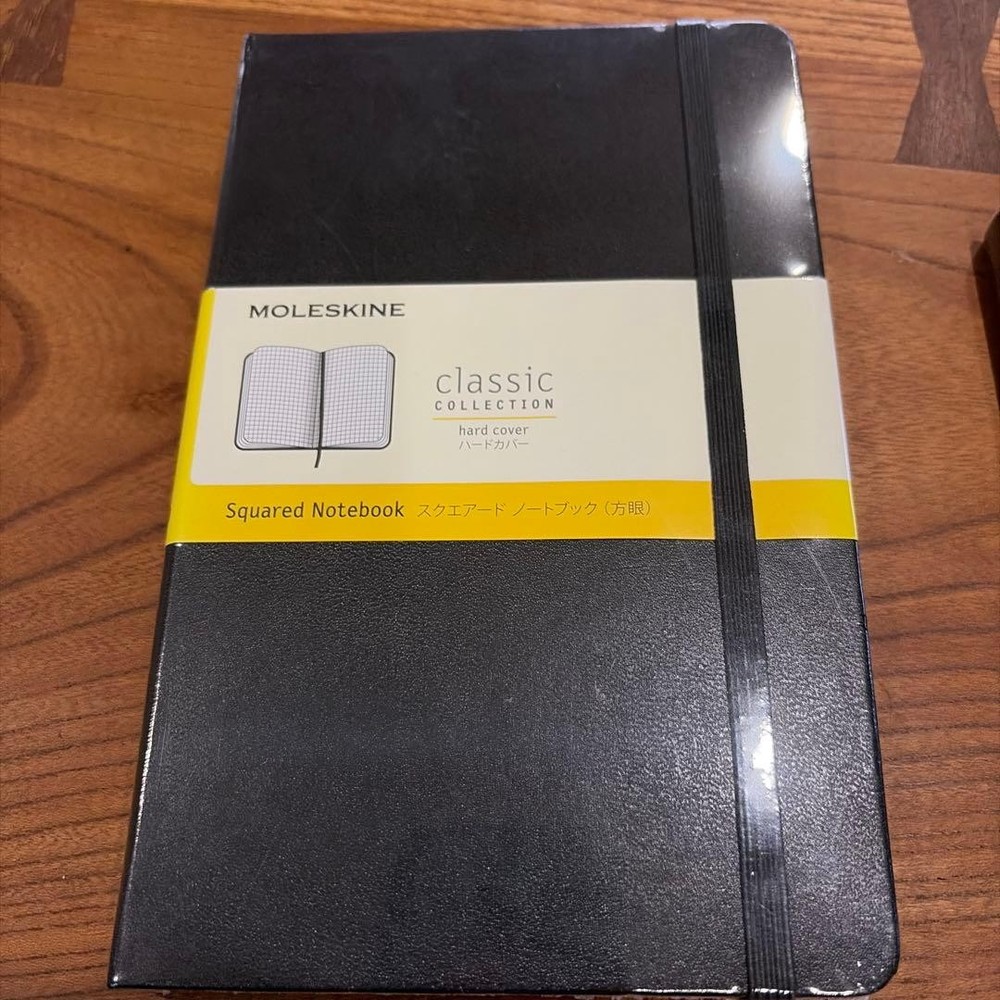 MOLESKINE
classic
COLLECTION
hard cover
ハードカバー
Squared Notebook スクエアード ノートブック（方眼）